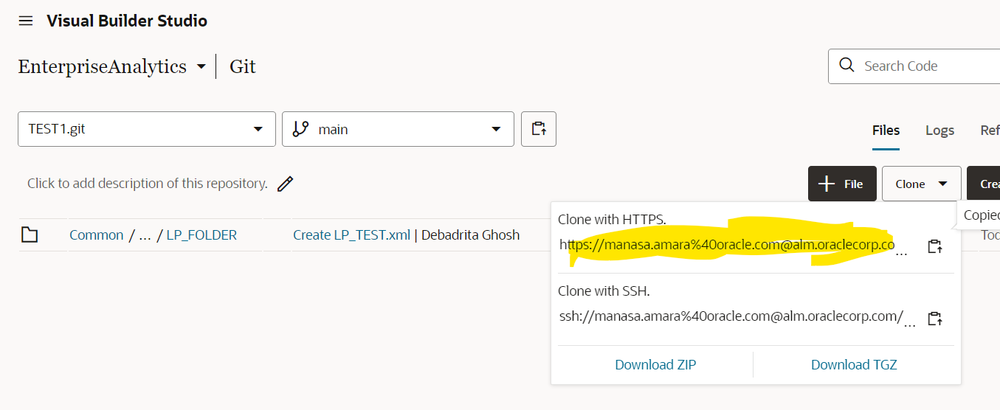 Visual Builder Studio
EnterpriseAnalytics Git
Search Code
TEST1.git main
Files Logs Ref
Click to add description of this repository.
File Clone Crea
Clone with HTTPS.
Copied
https://manasa.amara%40oracle.com@alm.oraclecorp.co...
Common / ... / LP_FOLDER Create LP_TEST.xml | Debadrita Ghosh
Tod
Clone with SSH.
ssh://manasa.amara%40oracle.com@alm.oraclecorp.com/...
Download ZIP Download TGZ